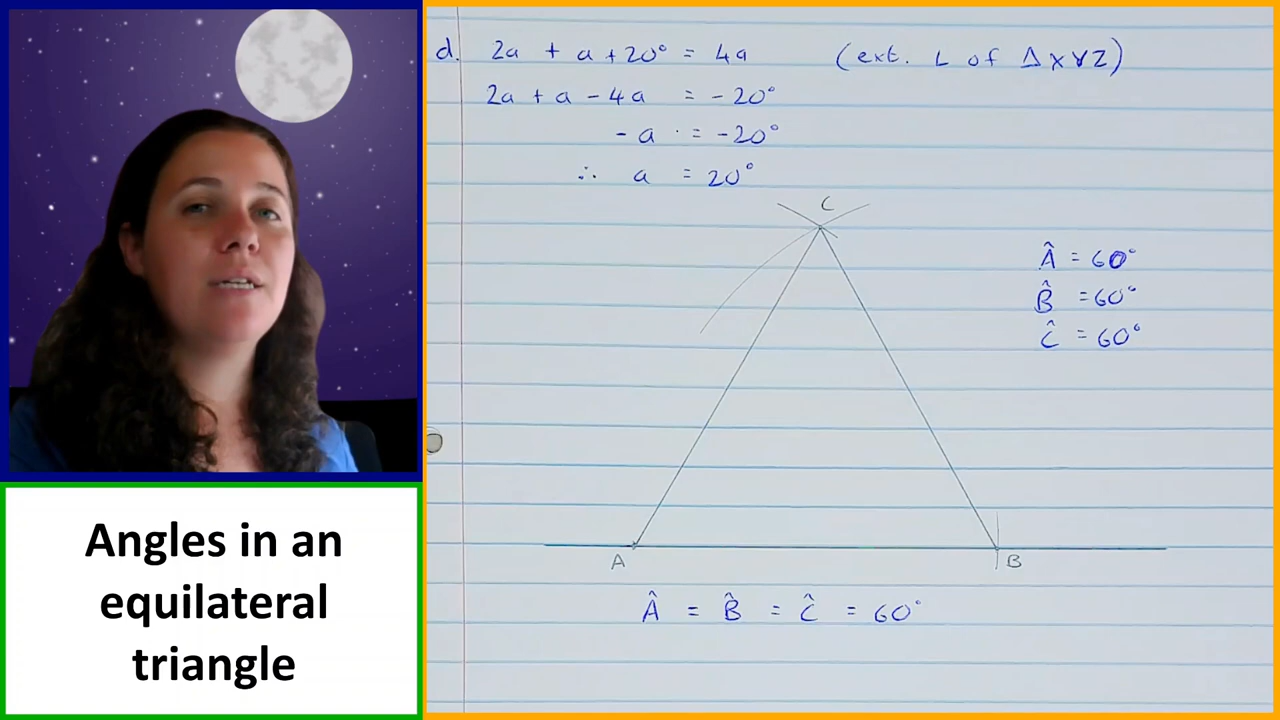 d. 2a + a + 20° = 4a (ext. ∠ of ΔXYZ)
2a + a - 4a = -20°
-a = -20°
∴ a = 20°
C
Â = 60°
B̂ = 60°
Ĉ = 60°
A
B
Â = B̂ = Ĉ = 60°
Angles in an
equilateral
triangle